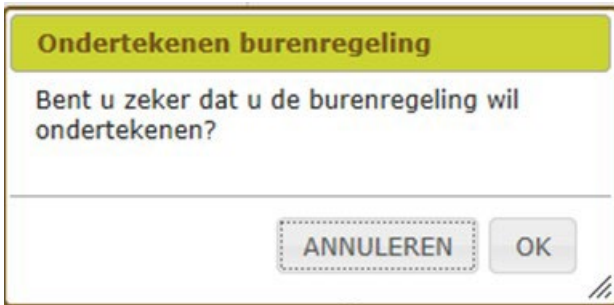 Ondertekenen burenregeling
Bent u zeker dat u de burenregeling wil
ondertekenen?
ANNULEREN OK